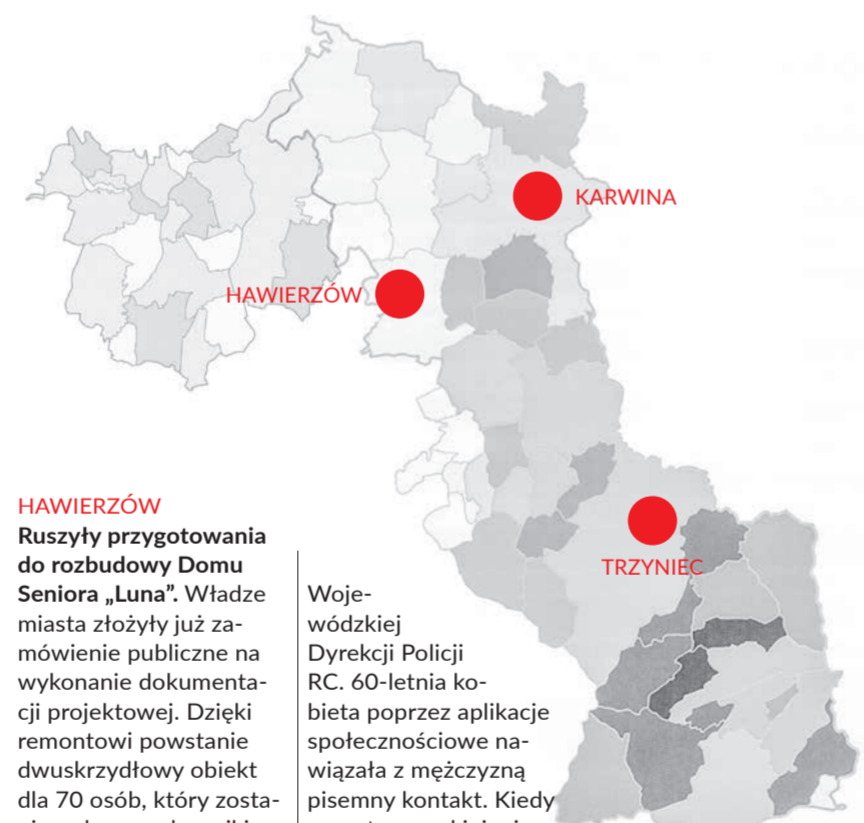 KARWINA
HAWIERZÓW
TRZYNIEC
HAWIERZÓW
Ruszyły przygotowania
do rozbudowy Domu
Seniora „Luna”. Władze
miasta złożyły już za-
mówienie publiczne na
wykonanie dokumenta-
cji projektowej. Dzięki
remontowi powstanie
dwuskrzydłowy obiekt
dla 70 osób, który zosta-
Woje-
wódzkiej
Dyrekcji Policji
RC. 60-letnia ko-
bieta poprzez aplikacje
społecznościowe na-
wiązała z mężczyzną
pisemny kontakt. Kiedy